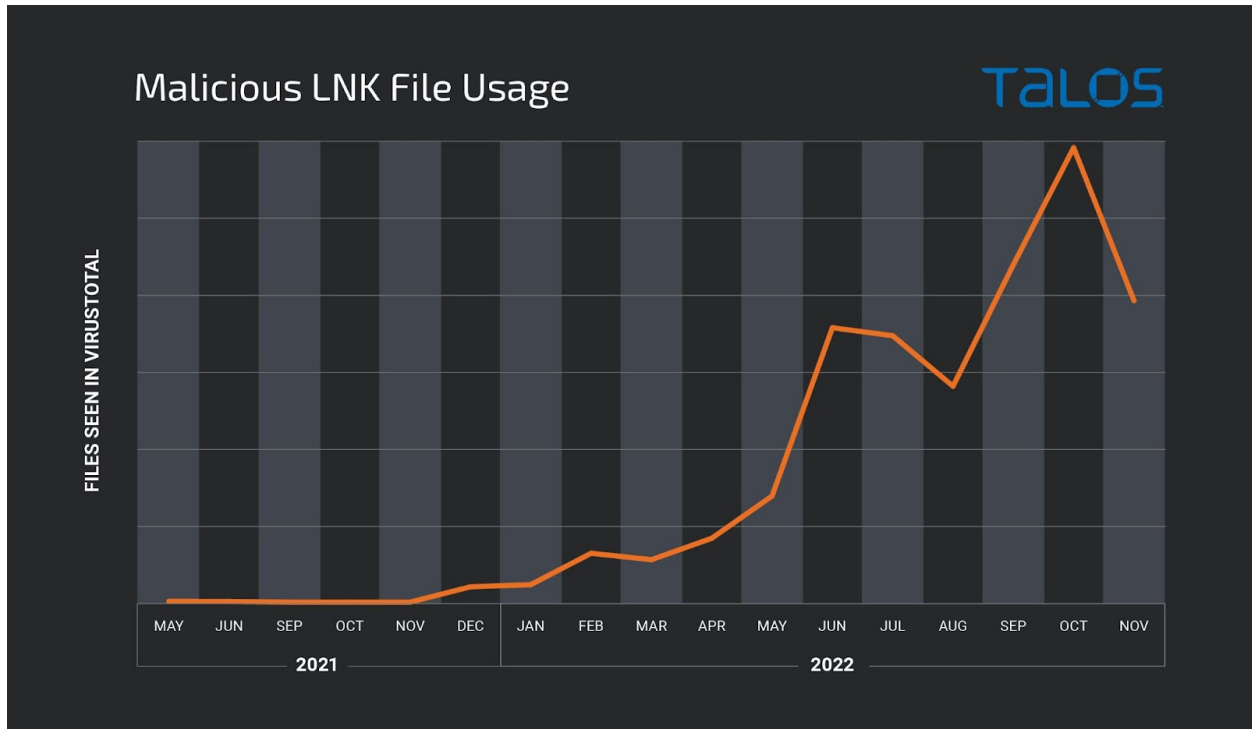 Malicious LNK File Usage
TALOS
FILES SEEN IN VIRUSTOTAL
MAY JUN SEP OCT NOV DEC JAN FEB MAR APR MAY JUN JUL AUG SEP OCT NOV
2021 2022